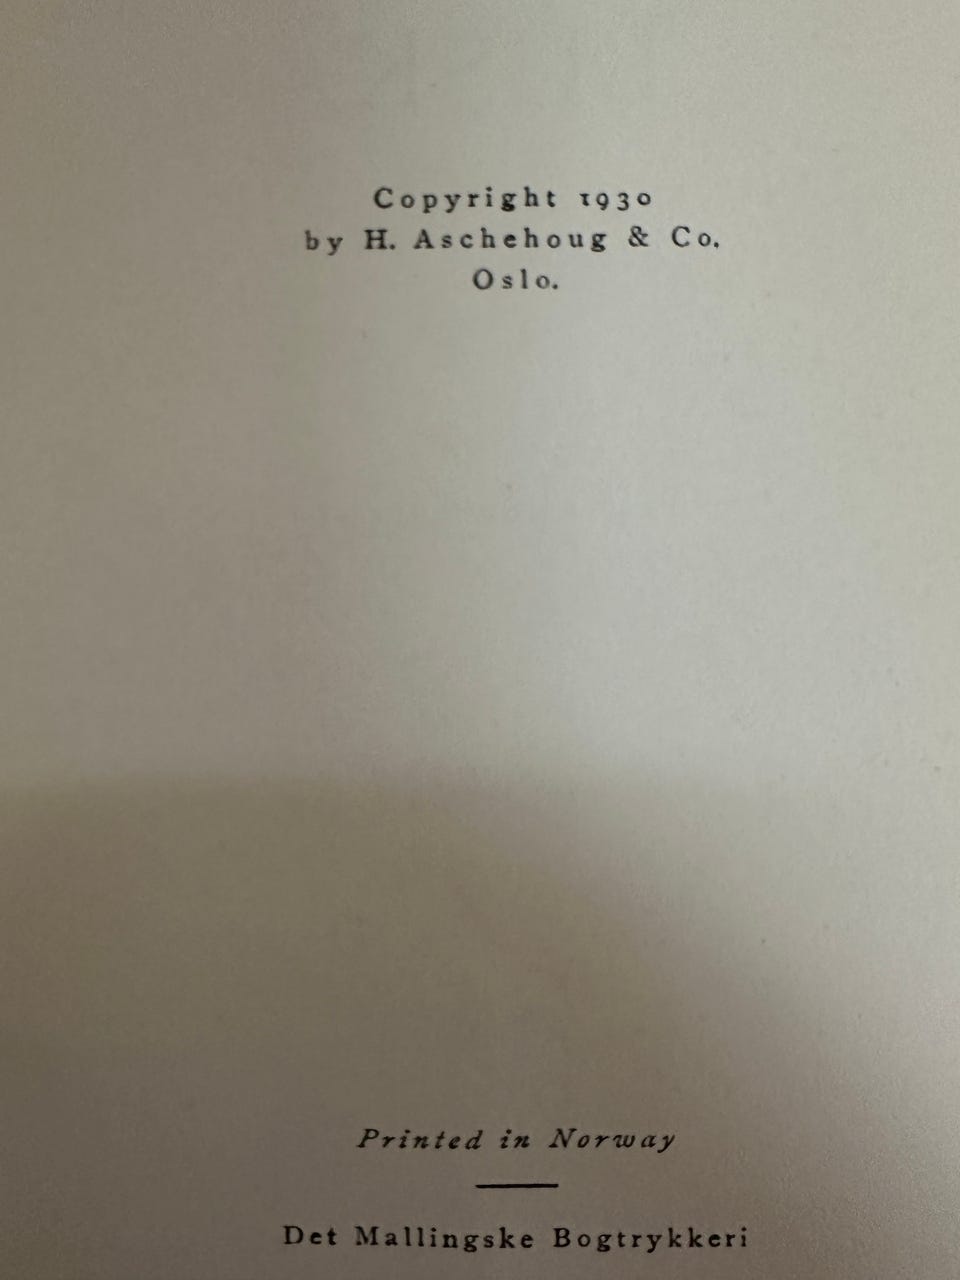 Copyright 1930
by H. Aschehoug & Co.
Oslo.
Printed in Norway
Det Mallingske Bogtrykkeri